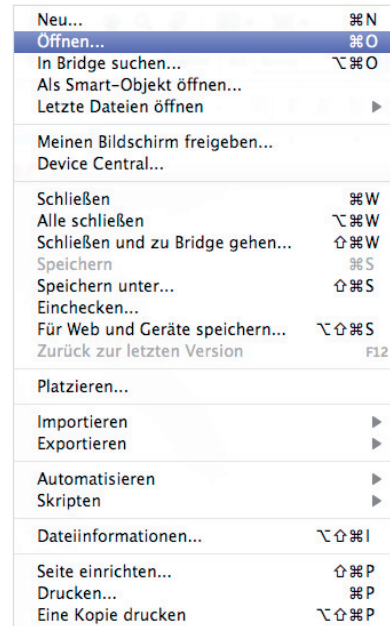 Neu... ⌘N
Öffnen... ⌘O
In Bridge suchen... ⌥⌘O
Als Smart-Objekt öffnen...
Letzte Dateien öffnen ▶
Meinen Bildschirm freigeben...
Device Central...
Schließen ⌘W
Alle schließen ⌥⌘W
Schließen und zu Bridge gehen... ⇧⌘W
Speichern ⌘S
Speichern unter... ⇧⌘S
Einchecken...
Für Web und Geräte speichern... ⌥⇧⌘S
Zurück zur letzten Version F12
Platzieren...
Importieren ▶
Exportieren ▶
Automatisieren ▶
Skripten ▶
Dateiinformationen... ⌥⇧⌘I
Seite einrichten... ⇧⌘P
Drucken... ⌘P
Eine Kopie drucken ⌥⇧⌘P